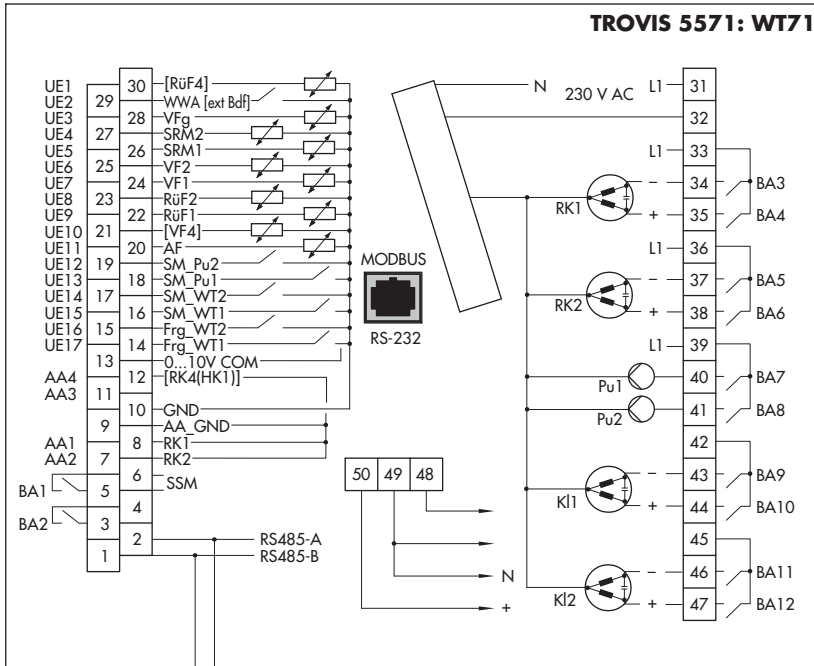 TROVIS 5571: WT71
UE1 30 [RüF4]
UE2 29 WWA [ext Bdf]
UE3 28 VFg
UE4 27 SRM2
UE5 26 SRM1
UE6 25 VF2
UE7 24 VF1
UE8 23 RüF2
UE9 22 RüF1
UE10 21 [VF4]
UE11 20 AF
UE12 19 SM_Pu2
UE13 18 SM_Pu1
UE14 17 SM_WT2
UE15 16 SM_WT1
UE16 15 Frg_WT2
UE17 14 Frg_WT1
13 0...10V COM
AA4 12 [RK4(HK1)]
AA3 11
10 GND
9 AA_GND
AA1 8 RK1
AA2 7 RK2
6 SSM
BA1 5
4
BA2 3
2 RS485-A
1 RS485-B
MODBUS
RS-232
50 49 48
N
+
N 230 V AC L1 31
32
L1 33
RK1 − 34 BA3
+ 35 BA4
L1 36
RK2 − 37 BA5
+ 38 BA6
L1 39
Pu1 40 BA7
Pu2 41 BA8
42
Kl1 − 43 BA9
+ 44 BA10
45
Kl2 − 46 BA11
+ 47 BA12